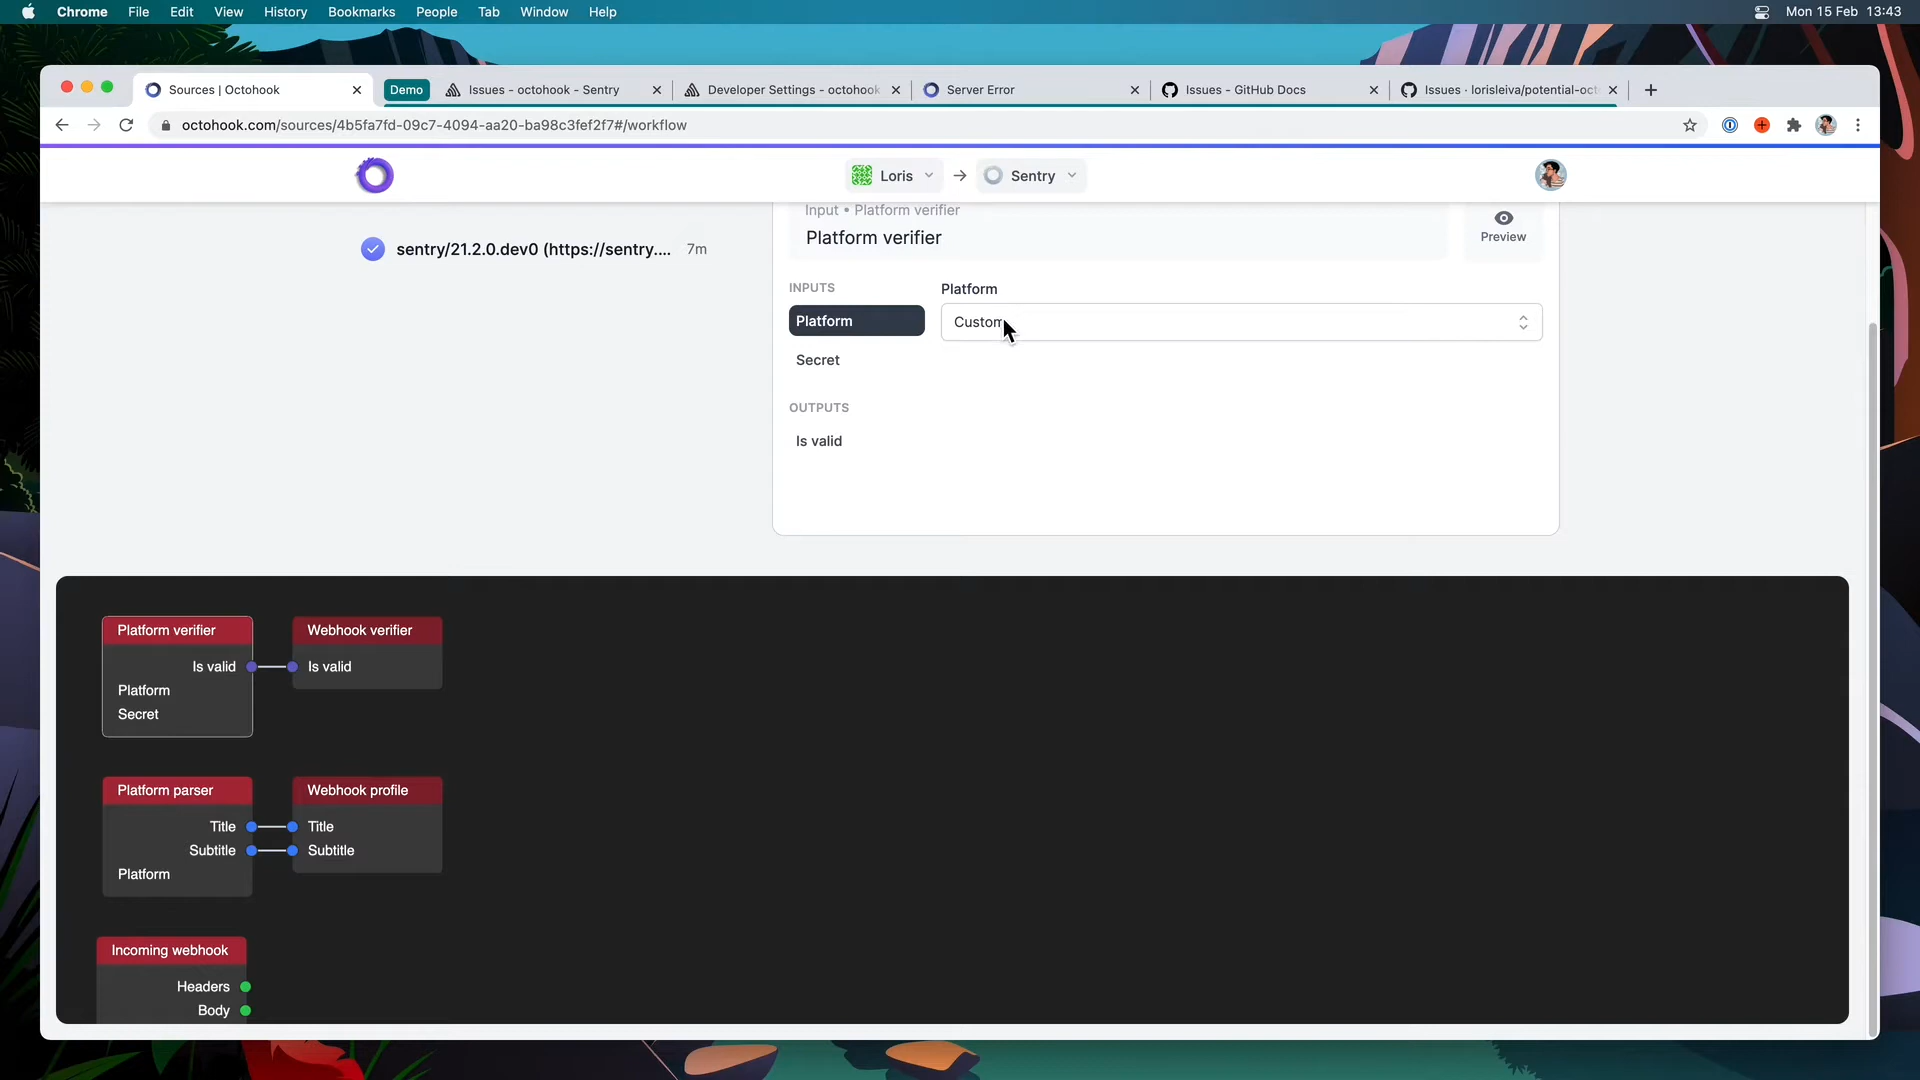 Chrome File Edit View History Bookmarks People Tab Window Help Mon 15 Feb 13:43
Sources | Octohook Demo Issues - octohook - Sentry Developer Settings - octohook Server Error Issues - GitHub Docs Issues · lorisleiva/potential-oct
octohook.com/sources/4b5fa7fd-09c7-4094-aa20-ba98c3fef2f7#/workflow
Loris → Sentry
Input • Platform verifier
Platform verifier
Preview
sentry/21.2.0.dev0 (https://sentry.... 7m
INPUTS
Platform
Secret
OUTPUTS
Is valid
Platform
Custom
Platform verifier
Is valid
Platform
Secret
Webhook verifier
Is valid
Platform parser
Title
Subtitle
Platform
Webhook profile
Title
Subtitle
Incoming webhook
Headers
Body